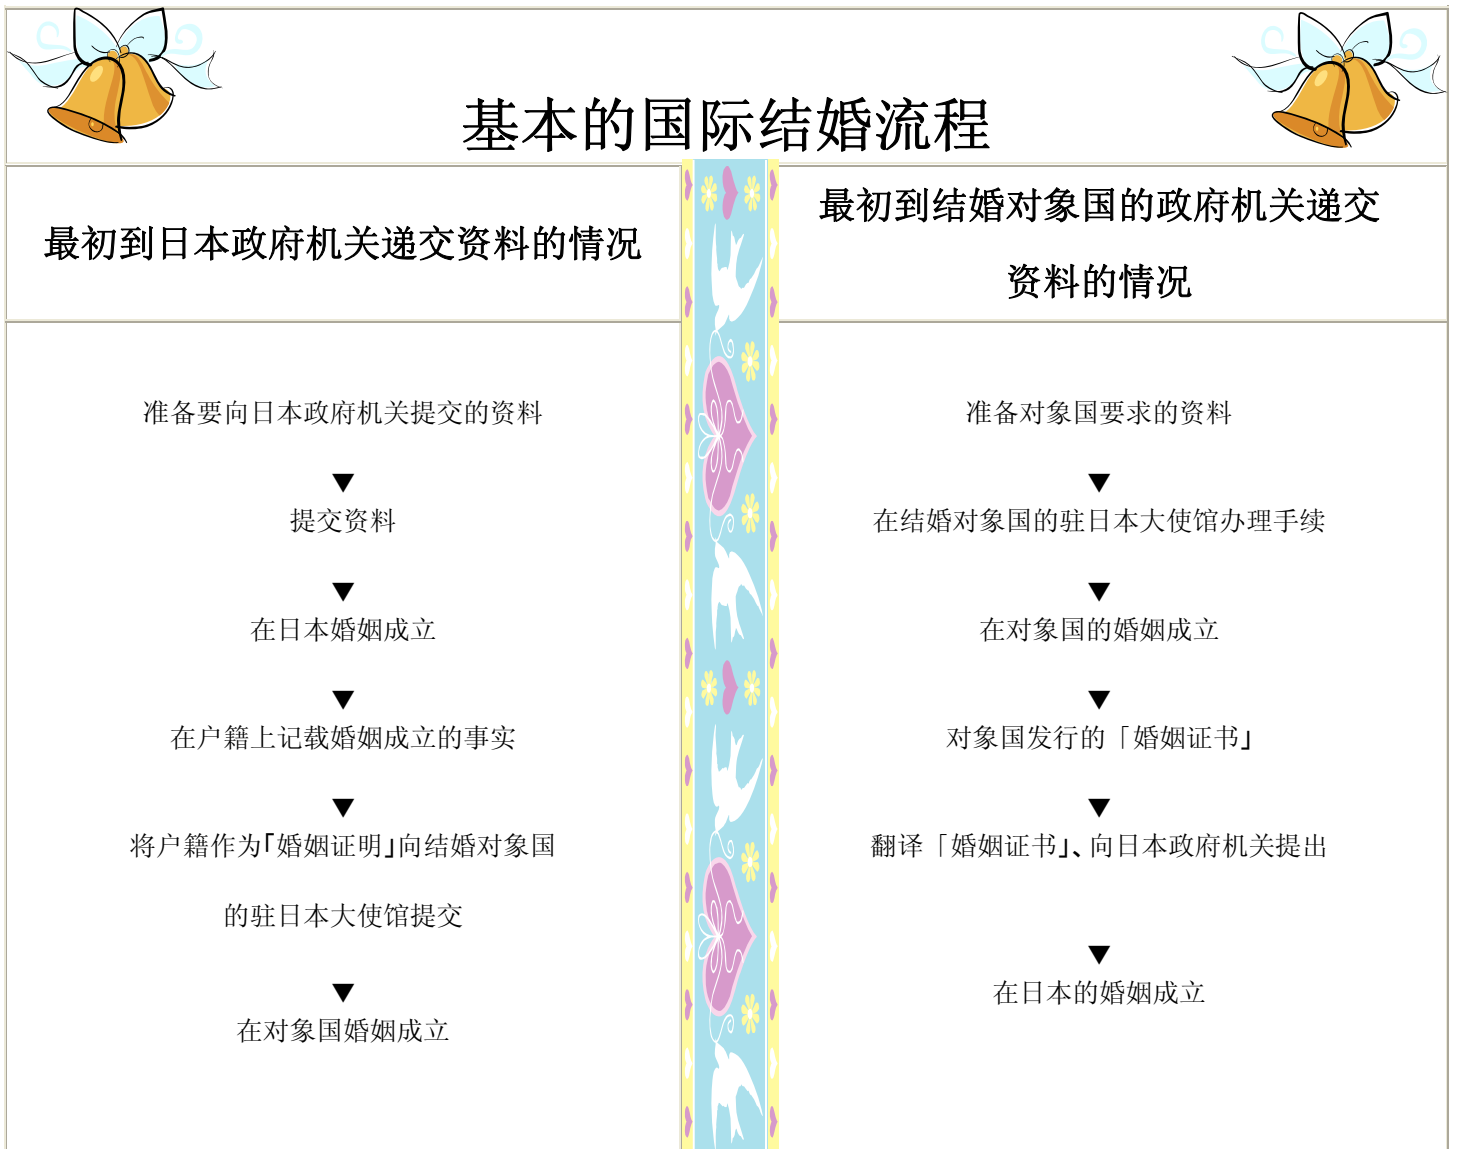 基本的国际结婚流程
最初到日本政府机关递交资料的情况
准备要向日本政府机关提交的资料
▼
提交资料
▼
在日本婚姻成立
▼
在户籍上记载婚姻成立的事实
▼
将户籍作为「婚姻证明」向结婚对象国
的驻日本大使馆提交
▼
在对象国婚姻成立
最初到结婚对象国的政府机关递交
资料的情况
准备对象国要求的资料
▼
在结婚对象国的驻日本大使馆办理手续
▼
在对象国的婚姻成立
▼
对象国发行的「婚姻证书」
▼
翻译「婚姻证书」、向日本政府机关提出
▼
在日本的婚姻成立